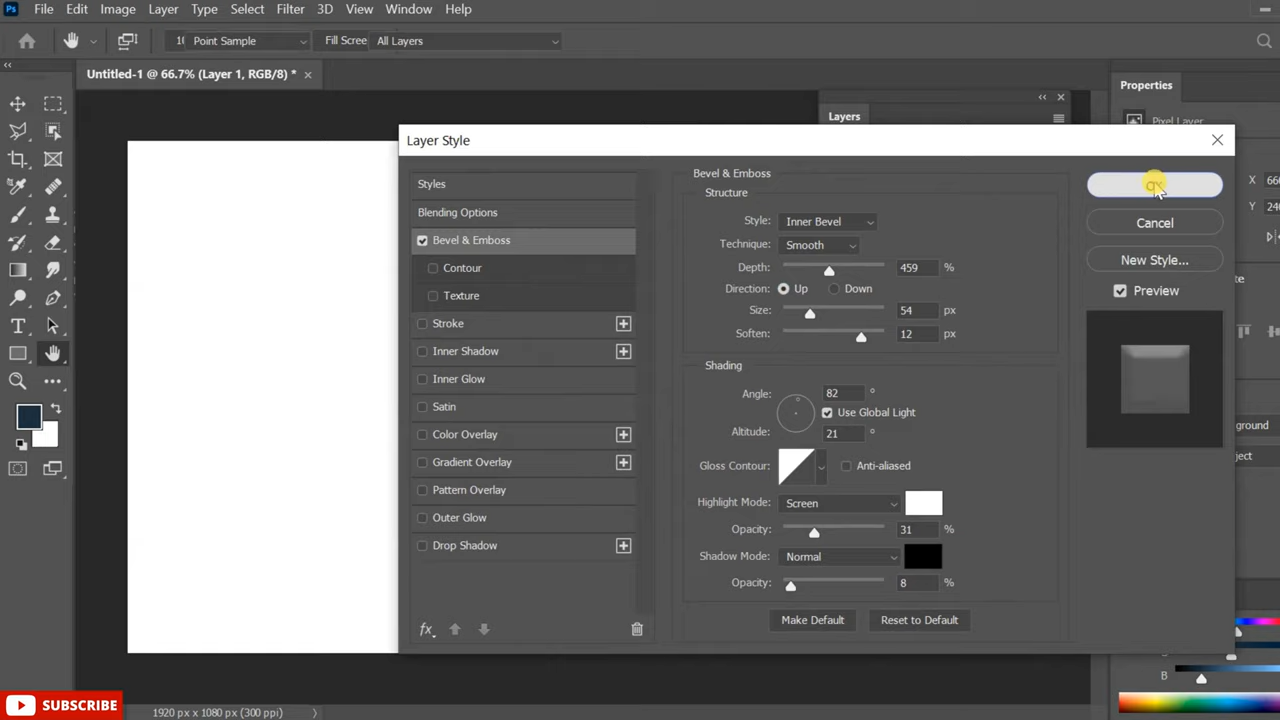 Ps File Edit Image Layer Type Select Filter 3D View Window Help
Point Sample Fill Scree All Layers
Untitled-1 @ 66.7% (Layer 1, RGB/8) * ×
Properties
Layers
Pixel Layer
Layer Style
Styles
Blending Options
Bevel & Emboss
Contour
Texture
Stroke
Inner Shadow
Inner Glow
Satin
Color Overlay
Gradient Overlay
Pattern Overlay
Outer Glow
Drop Shadow
fx
Bevel & Emboss
Structure
Style: Inner Bevel
Technique: Smooth
Depth: 459 %
Direction: Up Down
Size: 54 px
Soften: 12 px
Shading
Angle: 82 °
Use Global Light
Altitude: 21 °
Gloss Contour: Anti-aliased
Highlight Mode: Screen
Opacity: 31 %
Shadow Mode: Normal
Opacity: 8 %
Make Default Reset to Default
Cancel
New Style...
Preview
X
Y
B
SUBSCRIBE
1920 px x 1080 px (300 ppi)